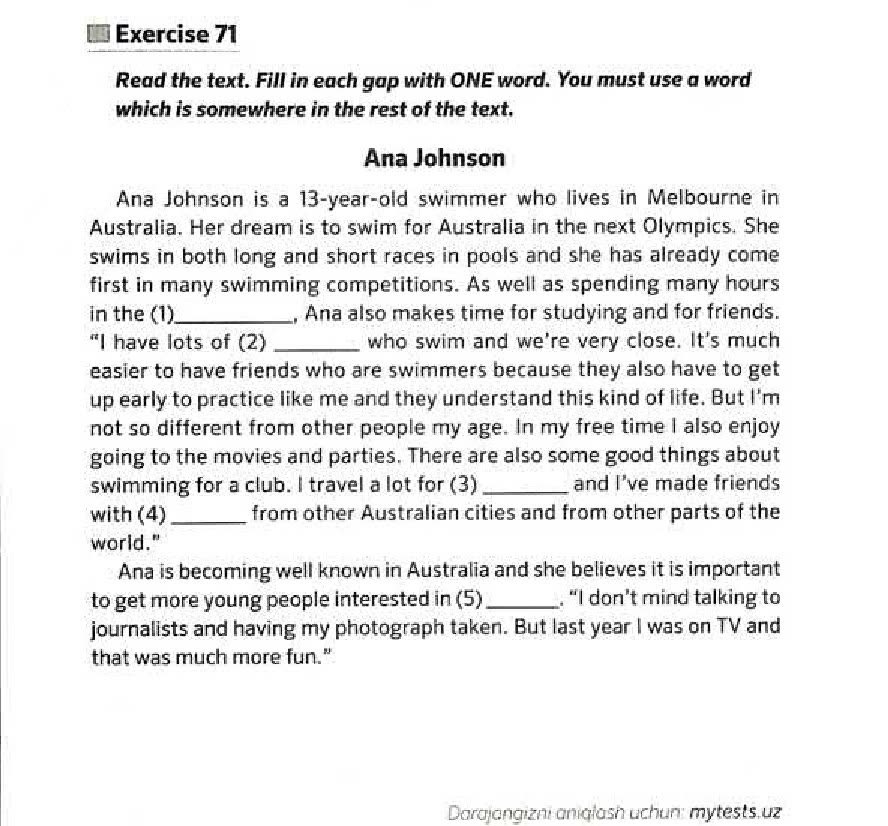 Exercise 71
Read the text. Fill in each gap with ONE word. You must use a word
which is somewhere in the rest of the text.
Ana Johnson
Ana Johnson is a 13-year-old swimmer who lives in Melbourne in
Australia. Her dream is to swim for Australia in the next Olympics. She
swims in both long and short races in pools and she has already come
first in many swimming competitions. As well as spending many hours
in the (1)__________, Ana also makes time for studying and for friends.
"I have lots of (2) _______ who swim and we're very close. It's much
easier to have friends who are swimmers because they also have to get
up early to practice like me and they understand this kind of life. But I'm
not so different from other people my age. In my free time I also enjoy
going to the movies and parties. There are also some good things about
swimming for a club. I travel a lot for (3) _______ and I've made friends
with (4) ______ from other Australian cities and from other parts of the
world."
Ana is becoming well known in Australia and she believes it is important
to get more young people interested in (5) ______. "I don't mind talking to
journalists and having my photograph taken. But last year I was on TV and
that was much more fun."
Darajangizni aniqlash uchun: mytests.uz